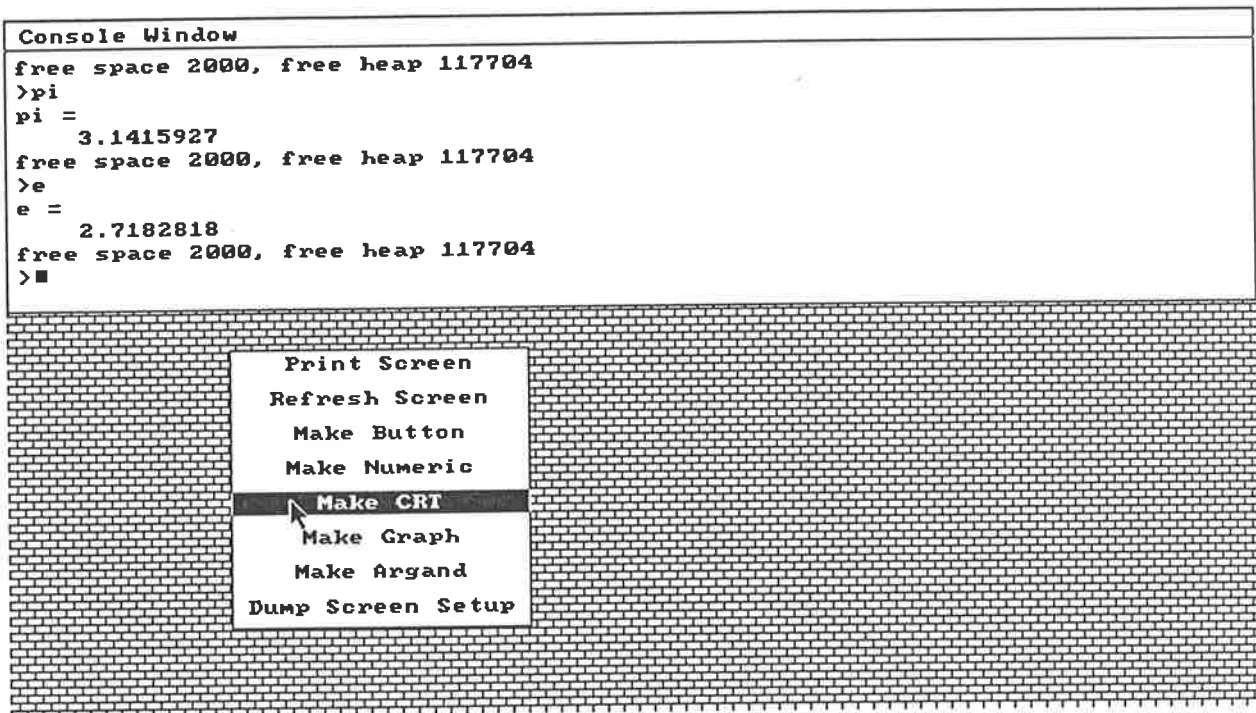 Console Window
free space 2000, free heap 117704
>pi
pi =
3.1415927
free space 2000, free heap 117704
>e
e =
2.7182818
free space 2000, free heap 117704
>
Print Screen
Refresh Screen
Make Button
Make Numeric
Make CRT
Make Graph
Make Argand
Dump Screen Setup